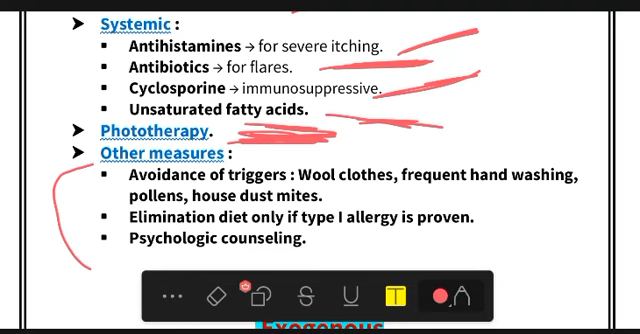 ➤ Systemic :
▪ Antihistamines → for severe itching.
▪ Antibiotics → for flares.
▪ Cyclosporine → immunosuppressive.
▪ Unsaturated fatty acids.
➤ Phototherapy.
➤ Other measures :
▪ Avoidance of triggers : Wool clothes, frequent hand washing,
pollens, house dust mites.
▪ Elimination diet only if type I allergy is proven.
▪ Psychologic counseling.
Exogenous